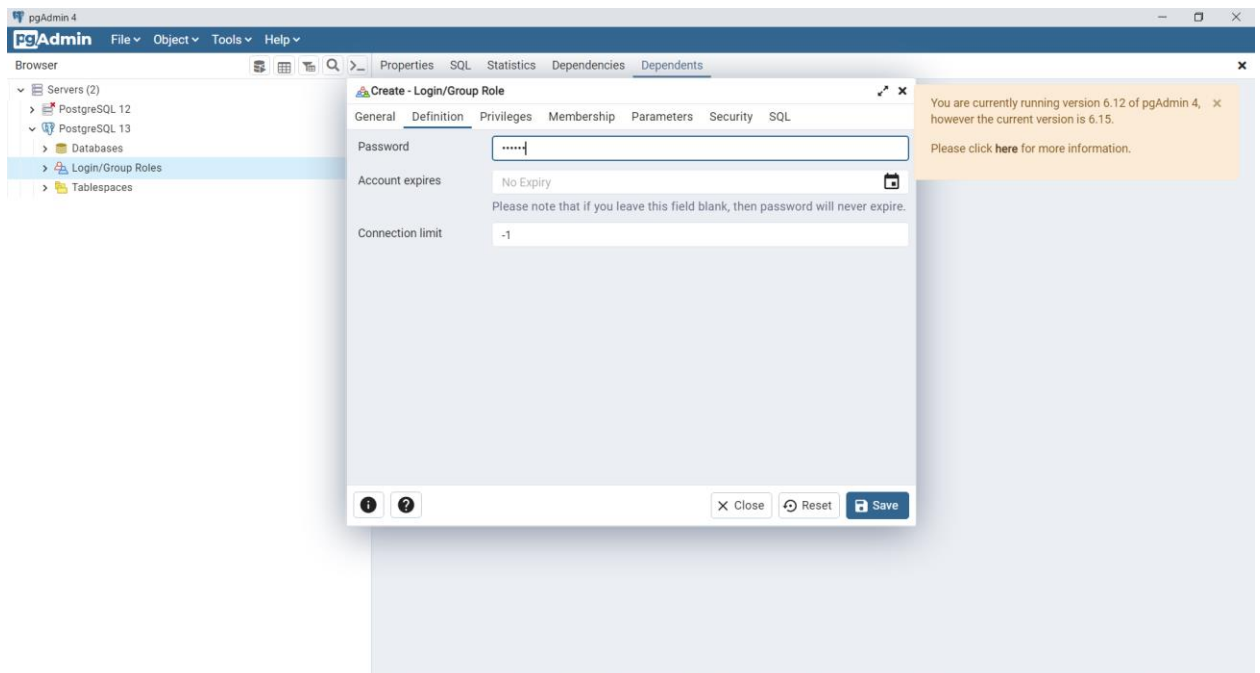 pgAdmin 4
pgAdmin File Object Tools Help
Browser
Properties SQL Statistics Dependencies Dependents
Servers (2)
PostgreSQL 12
PostgreSQL 13
Databases
Login/Group Roles
Tablespaces
Create - Login/Group Role
General Definition Privileges Membership Parameters Security SQL
Password ······
Account expires No Expiry
Please note that if you leave this field blank, then password will never expire.
Connection limit -1
Close Reset Save
You are currently running version 6.12 of pgAdmin 4,
however the current version is 6.15.
Please click here for more information.